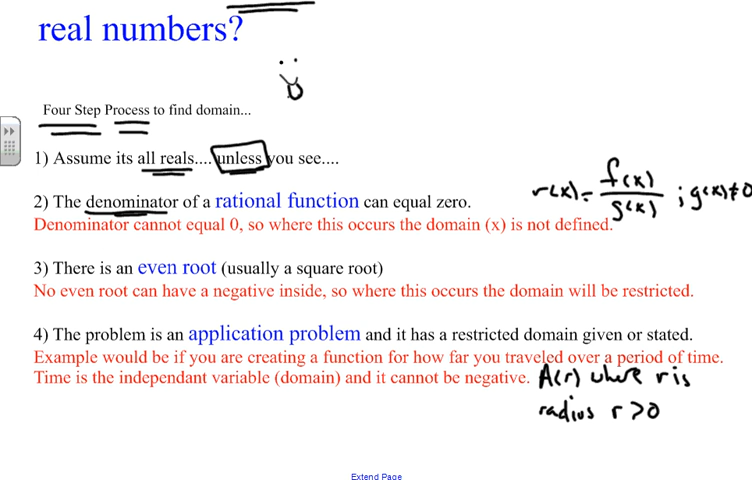 real numbers?
Four Step Process to find domain...
1) Assume its all reals.... unless you see....
2) The denominator of a rational function can equal zero.
r(x) = f(x)/g(x) ; g(x) ≠ 0
Denominator cannot equal 0, so where this occurs the domain (x) is not defined.
3) There is an even root (usually a square root)
No even root can have a negative inside, so where this occurs the domain will be restricted.
4) The problem is an application problem and it has a restricted domain given or stated.
Example would be if you are creating a function for how far you traveled over a period of time.
Time is the independant variable (domain) and it cannot be negative. A(r) where r is
radius r > 0
Extend Page